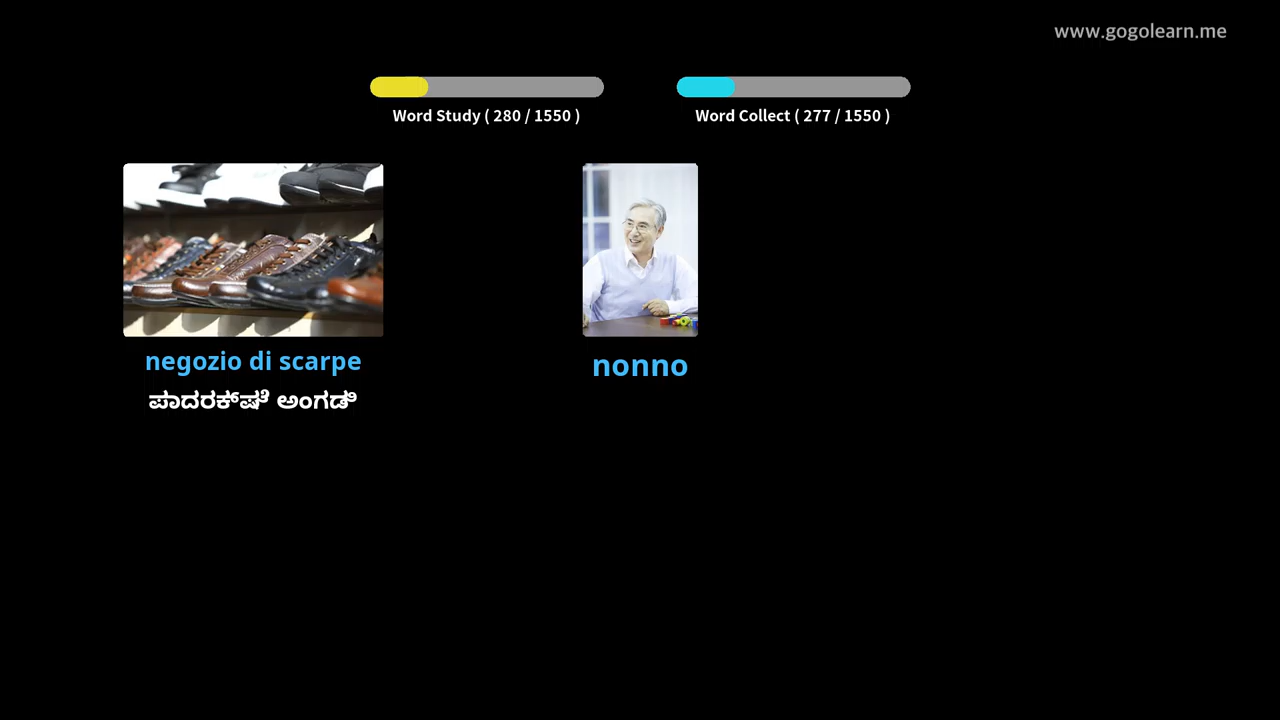 www.gogolearn.me
Word Study ( 280 / 1550 )
Word Collect ( 277 / 1550 )
negozio di scarpe
ಪಾದರಕ್ಷೆ ಅಂಗಡಿ
nonno